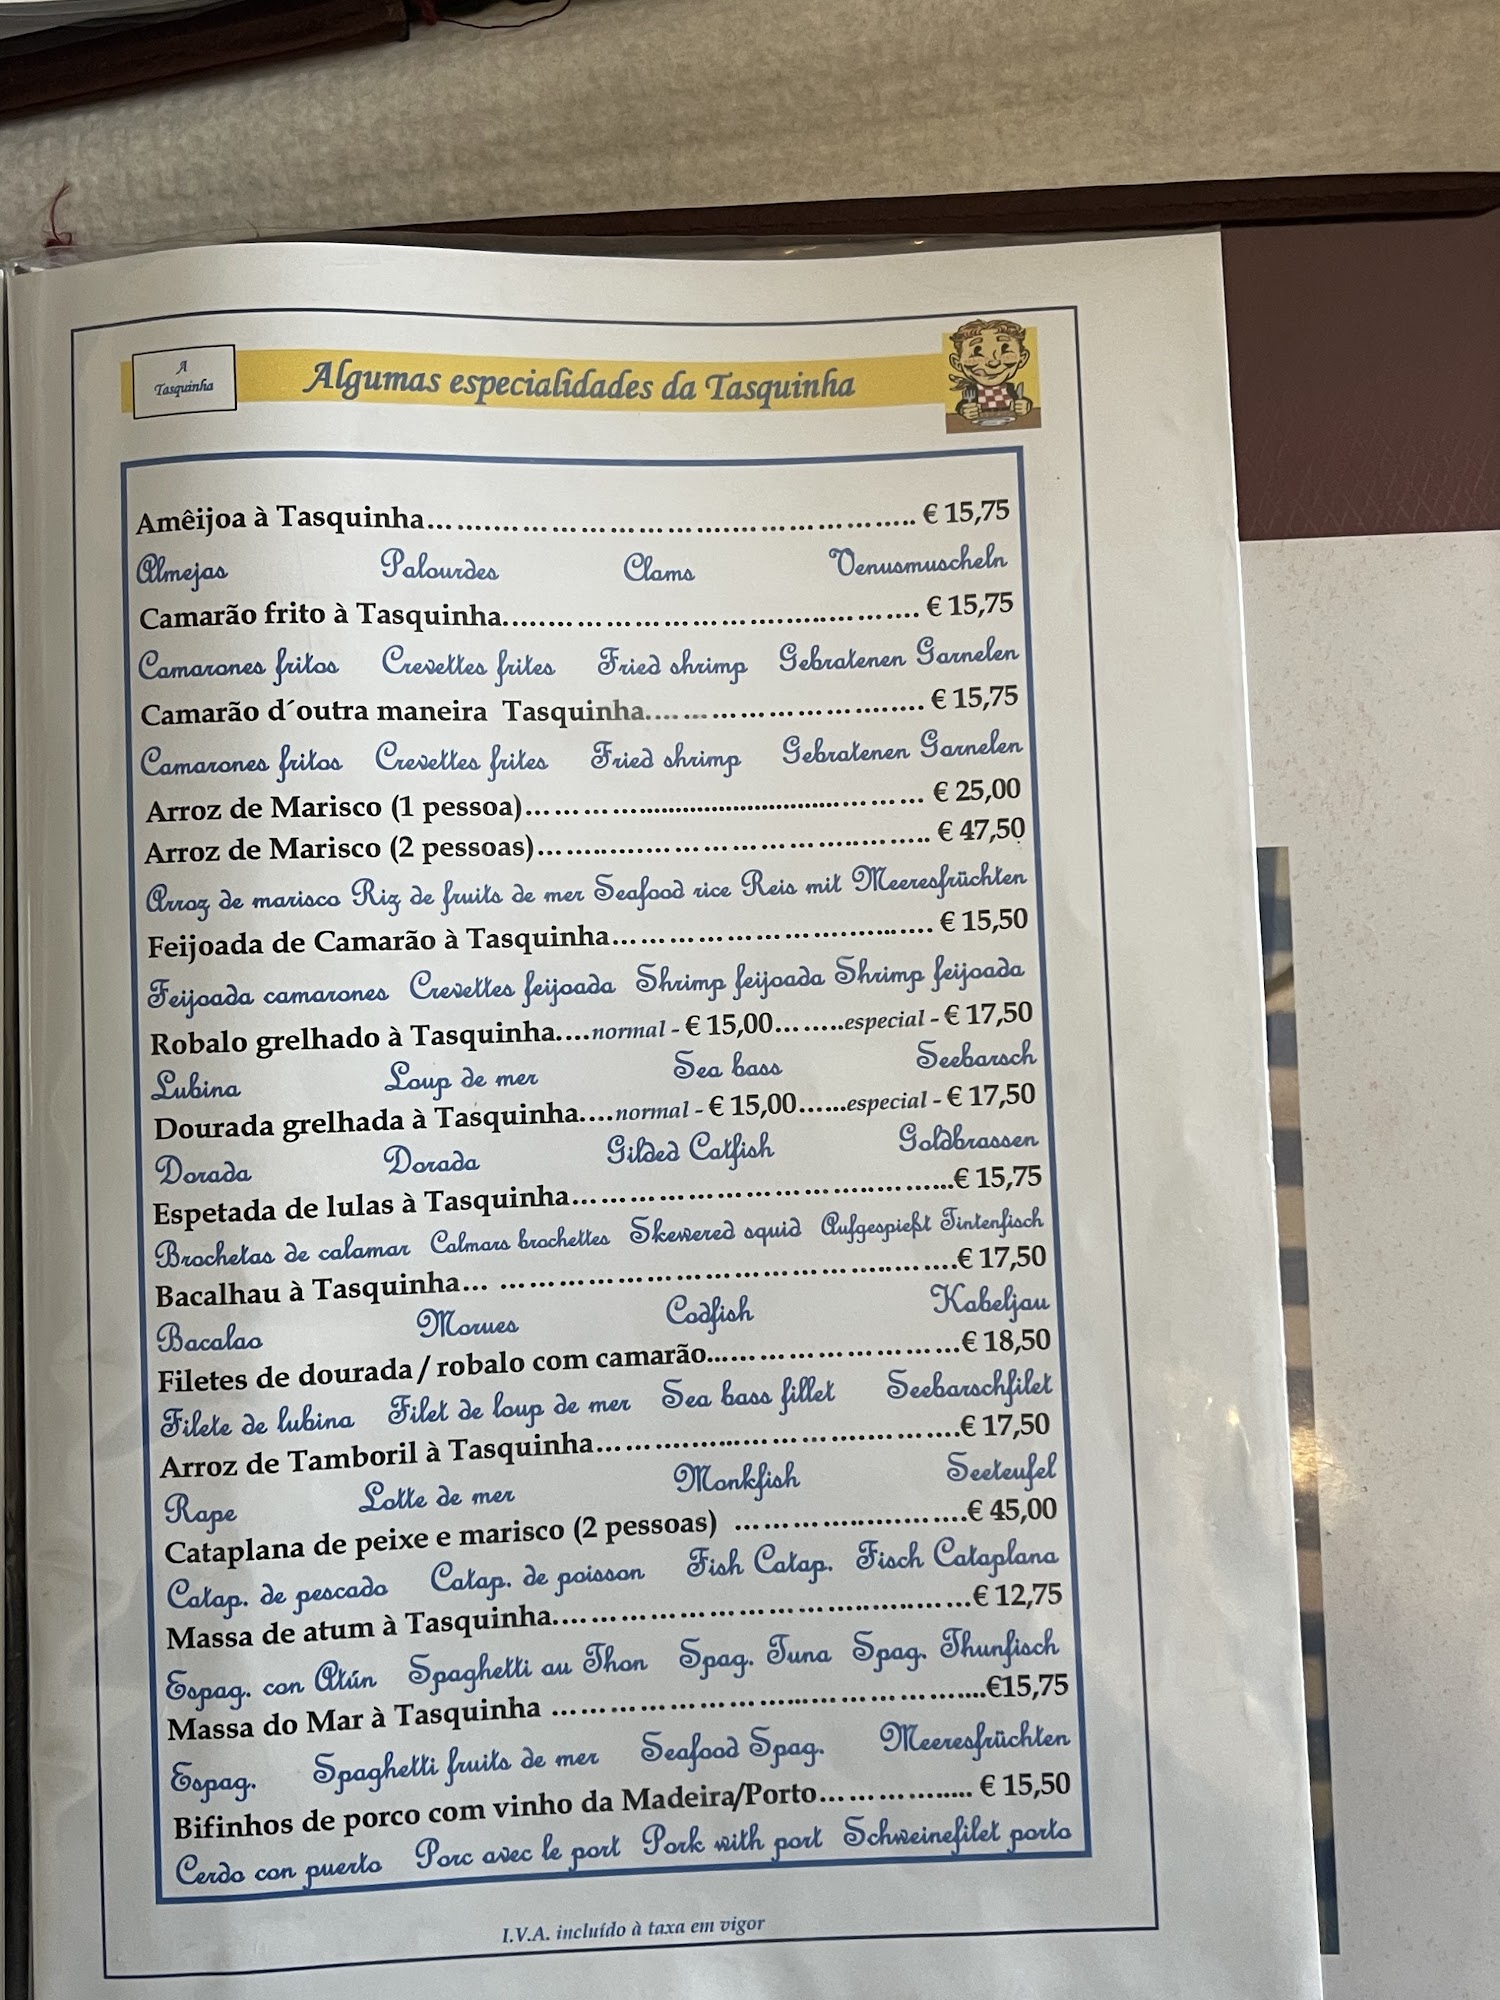 A
Tasquinha
Algumas especialidades da Tasquinha
Amêijoa à Tasquinha........................................................ € 15,75
Almejas Palourdes Clams Venusmuscheln
Camarão frito à Tasquinha................................................ € 15,75
Camarones fritos Crevettes frites Fried shrimp Gebratenen Garnelen
Camarão d´outra maneira Tasquinha.................................. € 15,75
Camarones fritos Crevettes frites Fried shrimp Gebratenen Garnelen
Arroz de Marisco (1 pessoa)................................................ € 25,00
Arroz de Marisco (2 pessoas)............................................... € 47,50
Arroz de marisco Riz de fruits de mer Seafood rice Reis mit Meeresfrüchten
Feijoada de Camarão à Tasquinha...................................... € 15,50
Feijoada camarones Crevettes feijoada Shrimp feijoada Shrimp feijoada
Robalo grelhado à Tasquinha....normal - € 15,00.........especial - € 17,50
Lubina Loup de mer Sea bass Seebarsch
Dourada grelhada à Tasquinha....normal - € 15,00......especial - € 17,50
Dorada Dorada Gilded Catfish Goldbrassen
Espetada de lulas à Tasquinha.............................................€ 15,75
Brochetas de calamar Calmars brochettes Skewered squid Aufgespießt Tintenfisch
Bacalhau à Tasquinha... ......................................................€ 17,50
Bacalao Morues Codfish Kabeljau
Filetes de dourada / robalo com camarão.............................€ 18,50
Filete de lubina Filet de loup de mer Sea bass fillet Seebarschfilet
Arroz de Tamboril à Tasquinha...........................................€ 17,50
Rape Lotte de mer Monkfish Seeteufel
Cataplana de peixe e marisco (2 pessoas) ...........................€ 45,00
Catap. de pescado Catap. de poisson Fish Catap. Fisch Cataplana
Massa de atum à Tasquinha................................................€ 12,75
Espag. con Atún Spaghetti au Thon Spag. Tuna Spag. Thunfisch
Massa do Mar à Tasquinha ................................................€15,75
Espag. Spaghetti fruits de mer Seafood Spag. Meeresfrüchten
Bifinhos de porco com vinho da Madeira/Porto................. € 15,50
Cerdo con puerto Porc avec le port Pork with port Schweinefilet porto
I.V.A. incluído à taxa em vigor